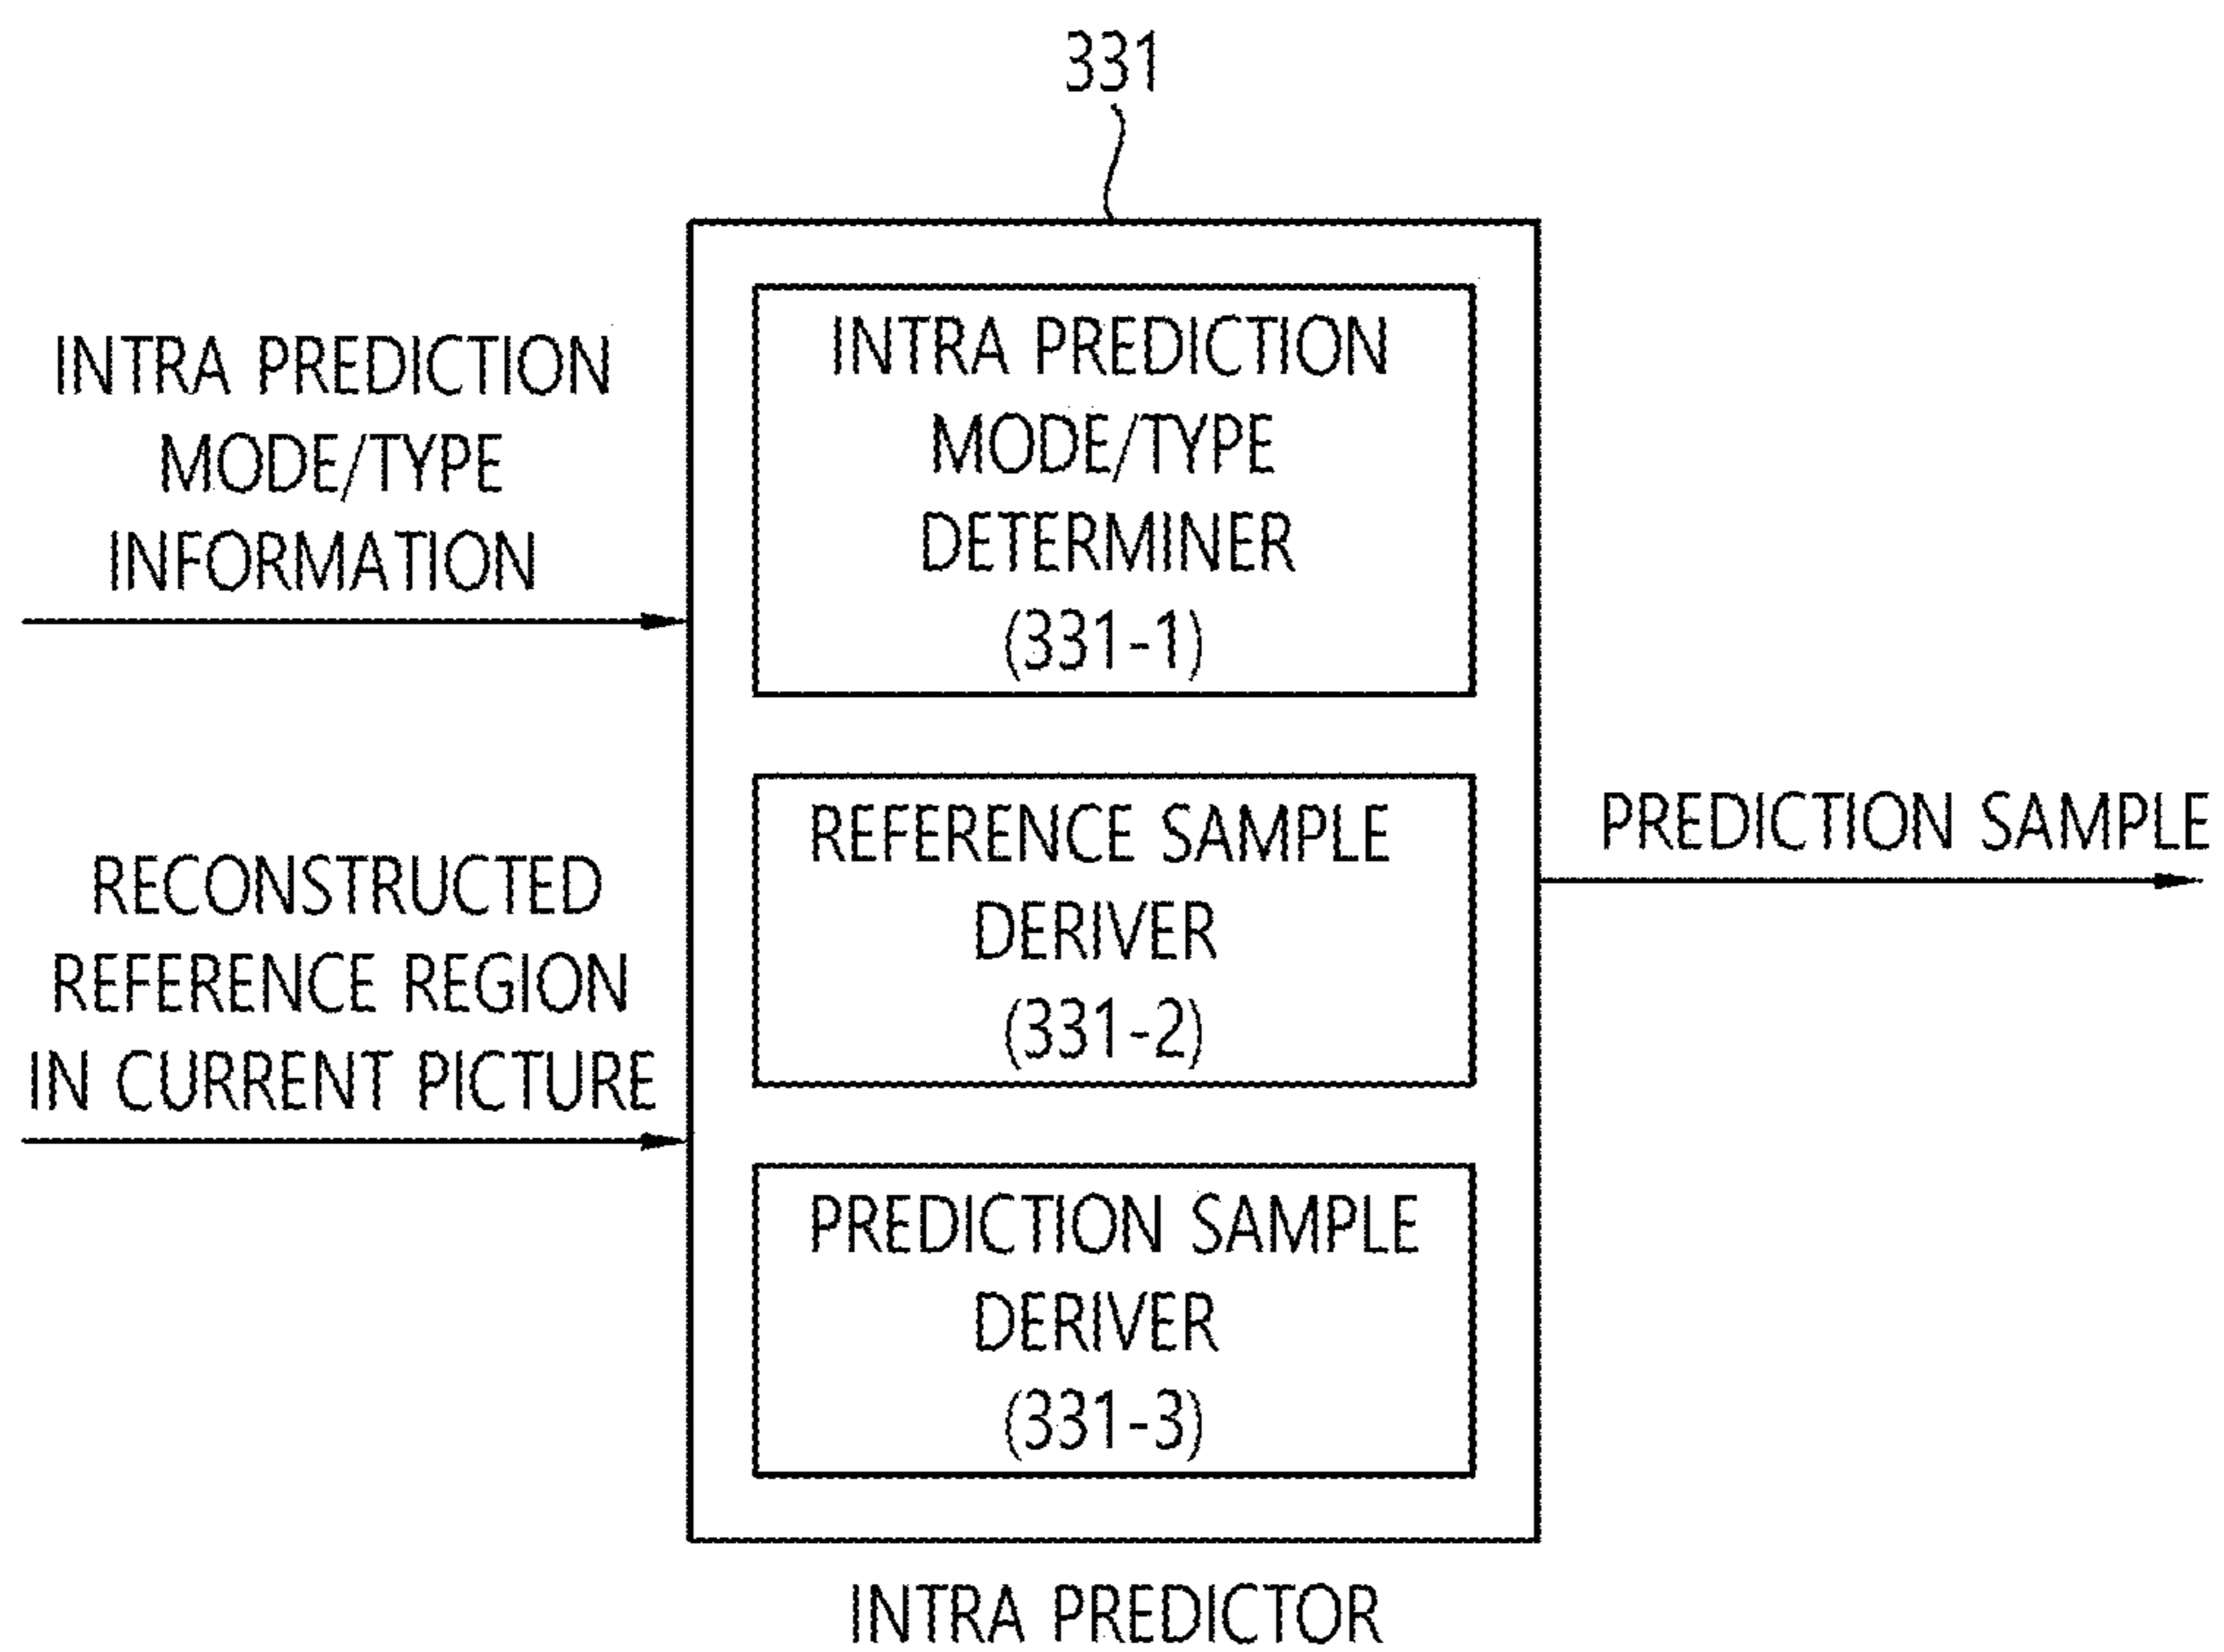 331
INTRA PREDICTION
MODE/TYPE
INFORMATION
RECONSTRUCTED
REFERENCE REGION
IN CURRENT PICTURE
INTRA PREDICTION
MODE/TYPE
DETERMINER
(331-1)
REFERENCE SAMPLE
DERIVER
(331-2)
PREDICTION SAMPLE
DERIVER
(331-3)
PREDICTION SAMPLE
INTRA PREDICTOR